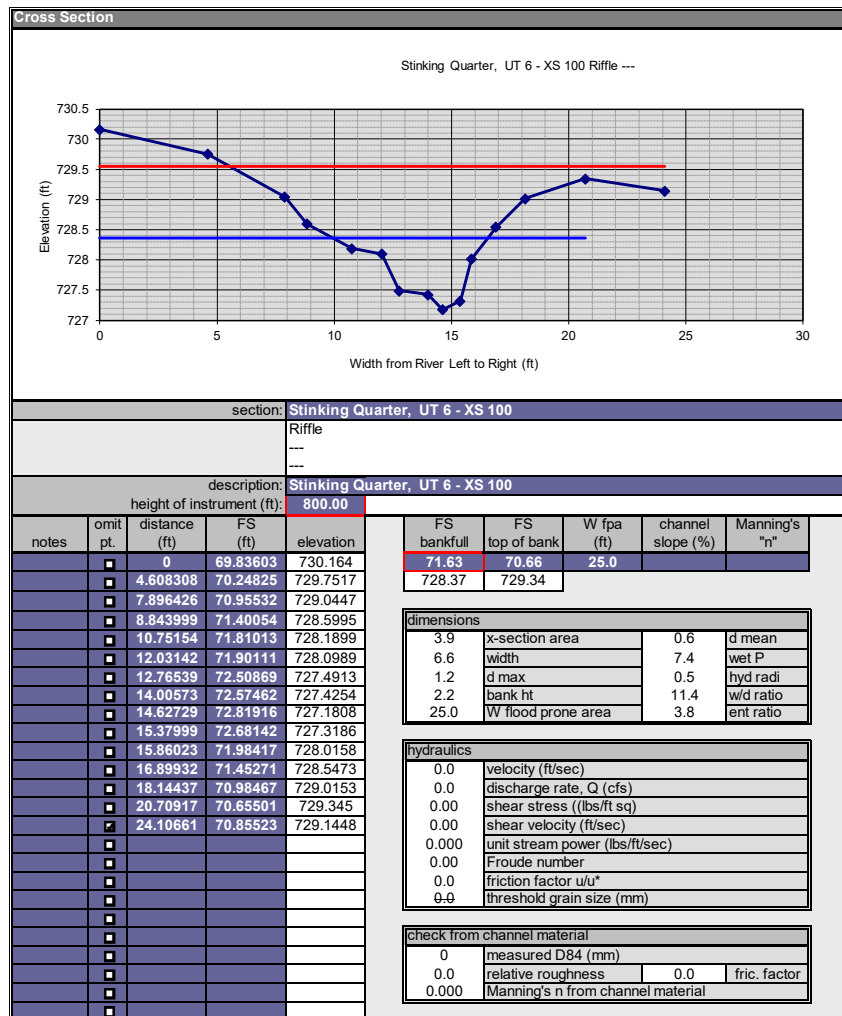 Cross Section
Stinking Quarter, UT 6 - XS 100 Riffle ---
730.5
730
729.5
729
728.5
728
727.5
727
Elevation (ft)
0 5 10 15 20 25 30
Width from River Left to Right (ft)
section: Stinking Quarter, UT 6 - XS 100
Riffle
---
---
description: Stinking Quarter, UT 6 - XS 100
height of instrument (ft): 800.00
omit distance FS FS FS W fpa channel Manning's
notes pt. (ft) (ft) elevation bankfull top of bank (ft) slope (%) "n"
0 69.83603 730.164 71.63 70.66 25.0
4.608308 70.24825 729.7517 728.37 729.34
7.896426 70.95532 729.0447
8.843999 71.40054 728.5995 dimensions
10.75154 71.81013 728.1899 3.9 x-section area 0.6 d mean
12.03142 71.90111 728.0989 6.6 width 7.4 wet P
12.76539 72.50869 727.4913 1.2 d max 0.5 hyd radi
14.00573 72.57462 727.4254 2.2 bank ht 11.4 w/d ratio
14.62729 72.81916 727.1808 25.0 W flood prone area 3.8 ent ratio
15.37999 72.68142 727.3186
15.86023 71.98417 728.0158 hydraulics
16.89932 71.45271 728.5473 0.0 velocity (ft/sec)
18.14437 70.98467 729.0153 0.0 discharge rate, Q (cfs)
20.70917 70.65501 729.345 0.00 shear stress ((lbs/ft sq)
24.10661 70.85523 729.1448 0.00 shear velocity (ft/sec)
0.000 unit stream power (lbs/ft/sec)
0.00 Froude number
0.0 friction factor u/u*
0.0 threshold grain size (mm)
check from channel material
0 measured D84 (mm)
0.0 relative roughness 0.0 fric. factor
0.000 Manning's n from channel material